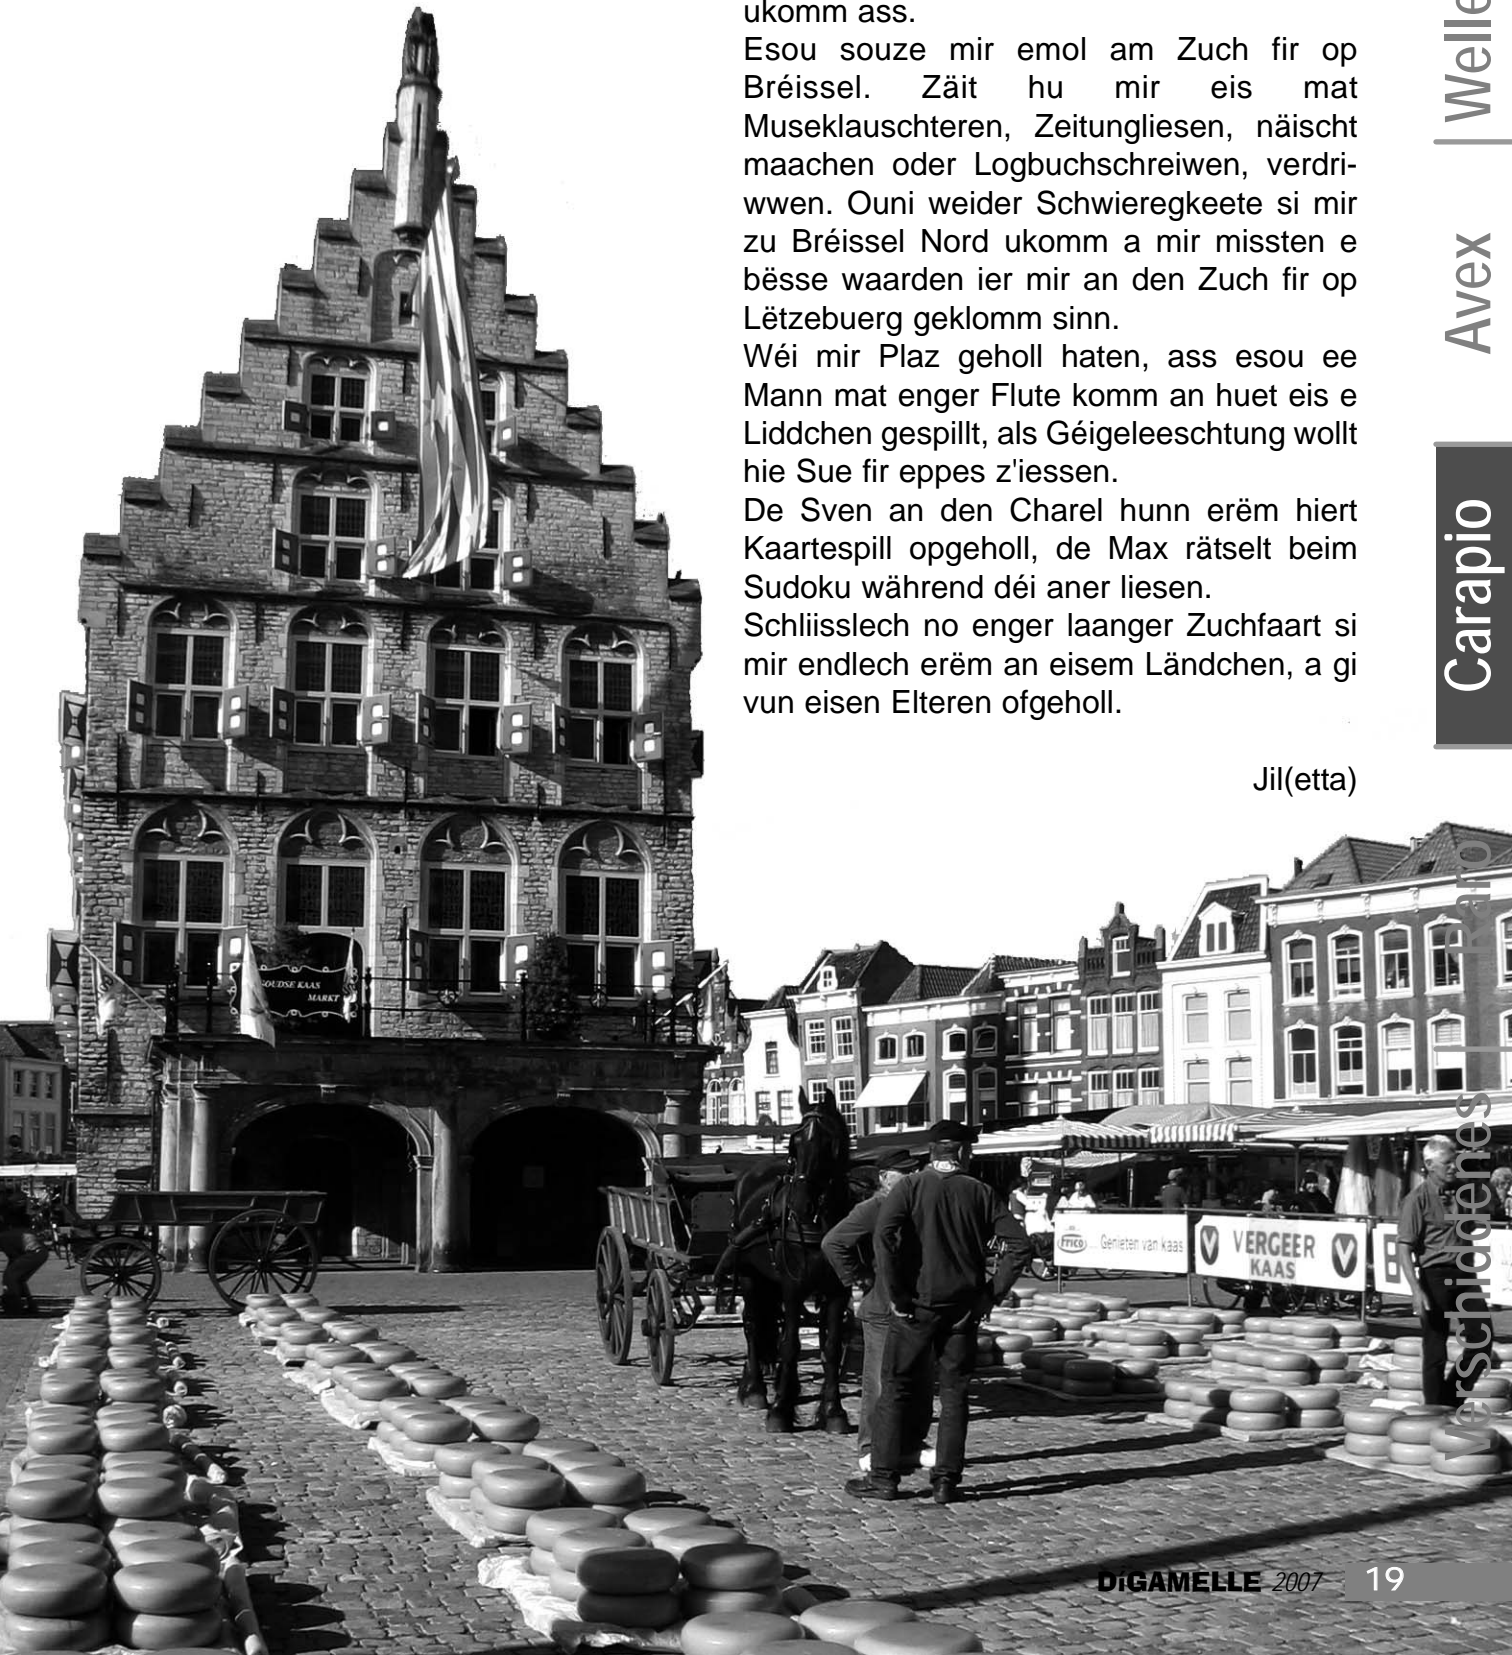 ukomm ass.
Esou souze mir emol am Zuch fir op
Bréissel. Zäit hu mir eis mat
Museklauschteren, Zeitungliesen, näischt
maachen oder Logbuchschreiwen, verdri-
wwen. Ouni weider Schwieregkeete si mir
zu Bréissel Nord ukomm a mir missten e
bësse waarden ier mir an den Zuch fir op
Lëtzebuerg geklomm sinn.
Wéi mir Plaz geholl haten, ass esou ee
Mann mat enger Flute komm an huet eis e
Liddchen gespillt, als Géigeleeschtung wollt
hie Sue fir eppes z'iessen.
De Sven an den Charel hunn erëm hiert
Kaartespill opgeholl, de Max rätselt beim
Sudoku während déi aner liesen.
Schliisslech no enger laanger Zuchfaart si
mir endlech erëm an eisem Ländchen, a gi
vun eisen Elteren ofgeholl.
Jil(etta)
Welle
Avex
Carapio
Raro
Verschiddenes
GOUDSE KAAS
MARKT
FRICO
Genieten van kaas
VERGEER
KAAS
DiGAMELLE 2007 19